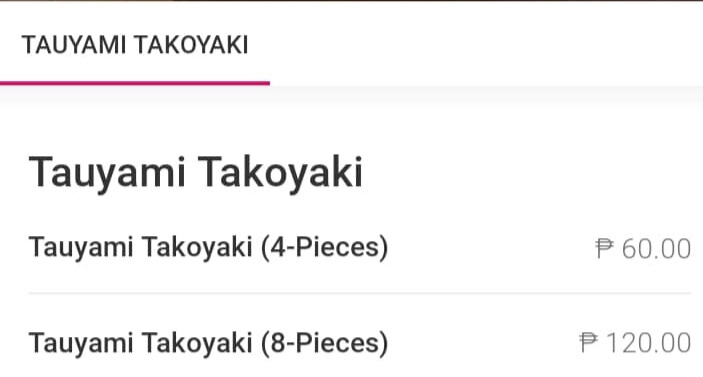 TAUYAMI TAKOYAKI
Tauyami Takoyaki
Tauyami Takoyaki (4-Pieces) ₱ 60.00
Tauyami Takoyaki (8-Pieces) ₱ 120.00